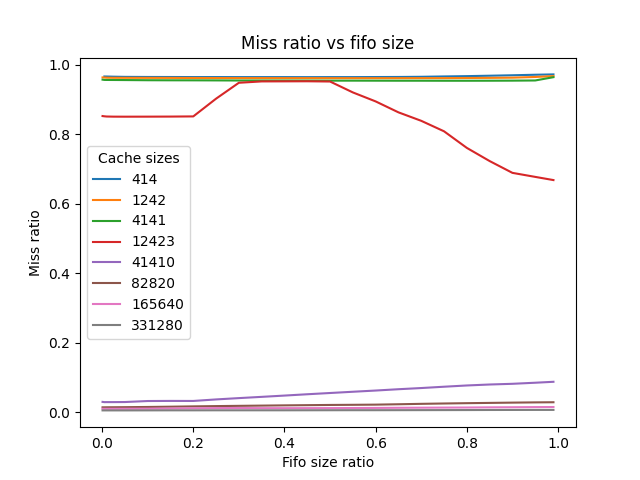 Miss ratio vs fifo size
1.0
0.8
0.6
0.4
0.2
0.0
Miss ratio
Cache sizes
414
1242
4141
12423
41410
82820
165640
331280
0.0 0.2 0.4 0.6 0.8 1.0
Fifo size ratio